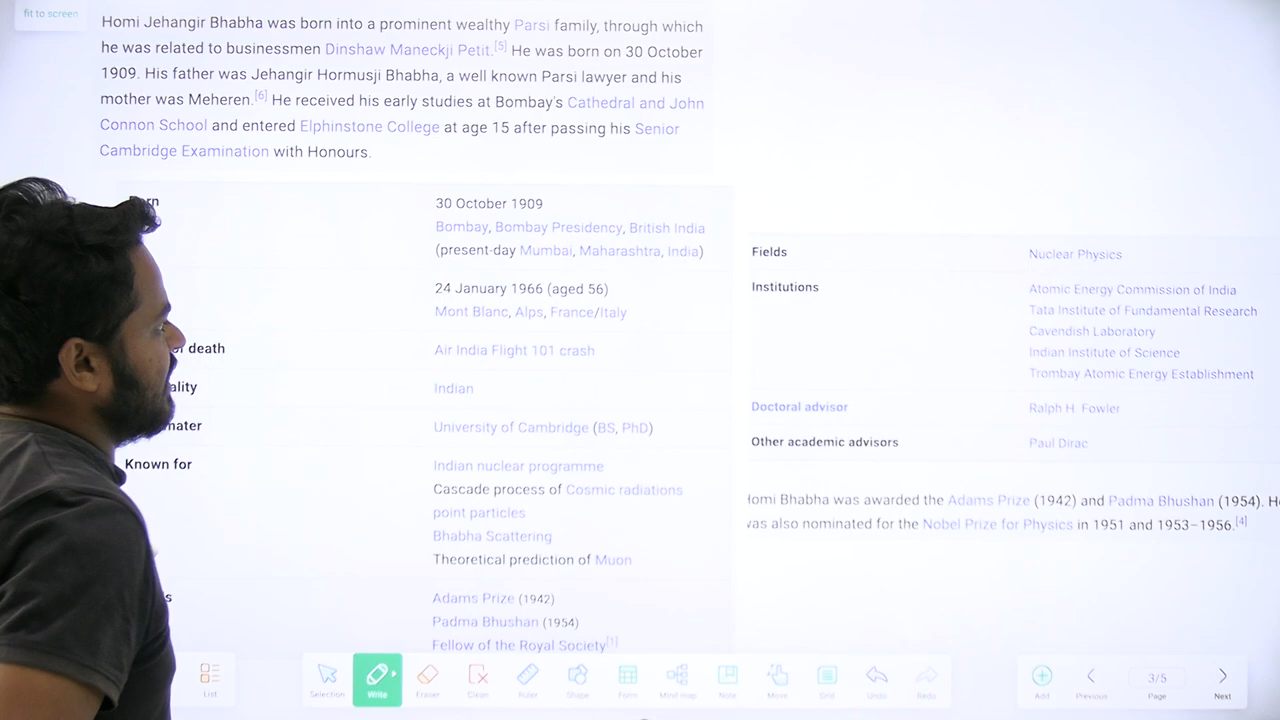 fit to screen
Homi Jehangir Bhabha was born into a prominent wealthy Parsi family, through which
he was related to businessmen Dinshaw Maneckji Petit.[5] He was born on 30 October
1909. His father was Jehangir Hormusji Bhabha, a well known Parsi lawyer and his
mother was Meheren.[6] He received his early studies at Bombay's Cathedral and John
Connon School and entered Elphinstone College at age 15 after passing his Senior
Cambridge Examination with Honours.
30 October 1909
Bombay, Bombay Presidency, British India
(present-day Mumbai, Maharashtra, India)
24 January 1966 (aged 56)
Mont Blanc, Alps, France/Italy
death Air India Flight 101 crash
Indian
mater University of Cambridge (BS, PhD)
Known for Indian nuclear programme
Cascade process of Cosmic radiations
point particles
Bhabha Scattering
Theoretical prediction of Muon
Adams Prize (1942)
Padma Bhushan (1954)
Fellow of the Royal Society[1]
Fields Nuclear Physics
Institutions Atomic Energy Commission of India
Tata Institute of Fundamental Research
Cavendish Laboratory
Indian Institute of Science
Trombay Atomic Energy Establishment
Doctoral advisor Ralph H. Fowler
Other academic advisors Paul Dirac
Homi Bhabha was awarded the Adams Prize (1942) and Padma Bhushan (1954). He
was also nominated for the Nobel Prize for Physics in 1951 and 1953–1956.[4]
List Selection Write Eraser Clean Ruler Shape Form Mind map Note Move Grid Undo Redo Add Previous 3/5 Page Next